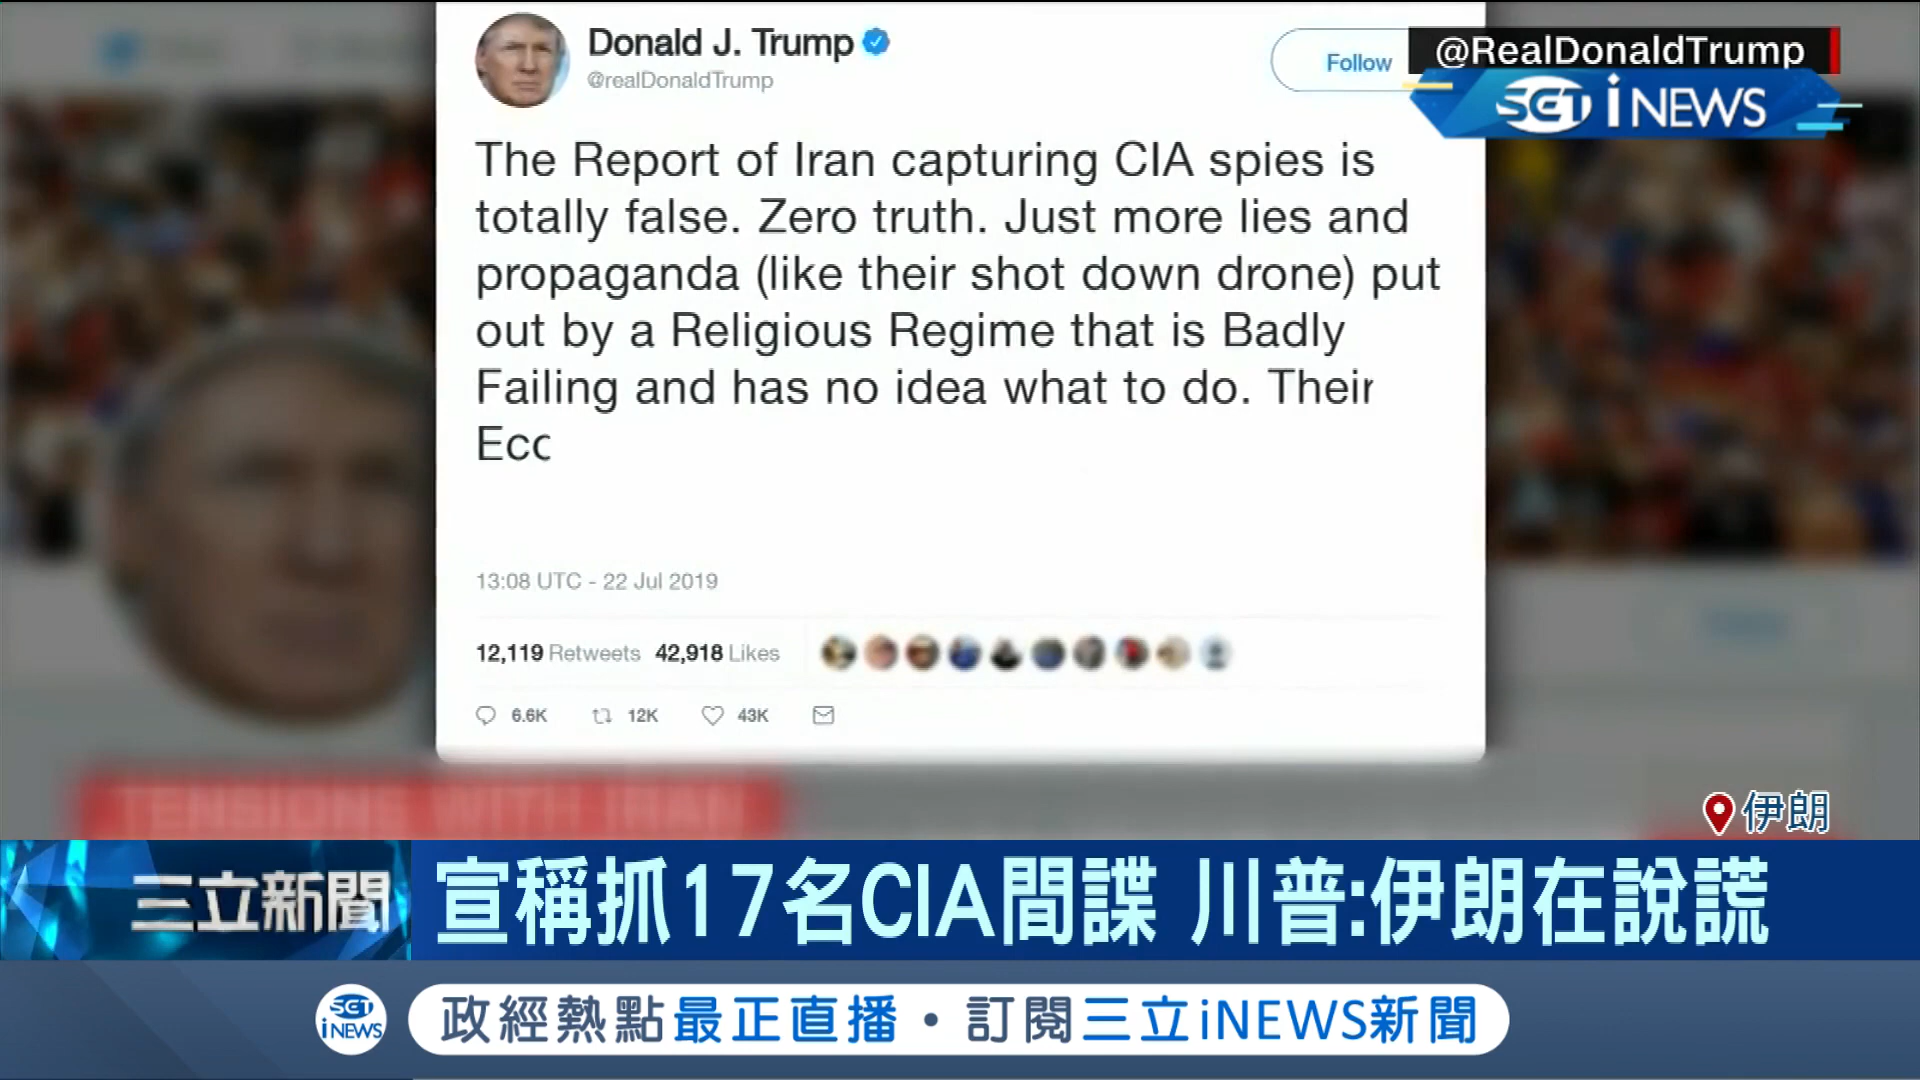 Donald J. Trump
@realDonaldTrump
Follow
@RealDonaldTrump
SET iNEWS
The Report of Iran capturing CIA spies is
totally false. Zero truth. Just more lies and
propaganda (like their shot down drone) put
out by a Religious Regime that is Badly
Failing and has no idea what to do. Their
Ecc
13:08 UTC - 22 Jul 2019
12,119 Retweets 42,918 Likes
6.6K 12K 43K
TENSIONS WITH IRAN
伊朗
三立新聞
宣稱抓17名CIA間諜 川普:伊朗在說謊
SET iNEWS
政經熱點最正直播・訂閱三立iNEWS新聞